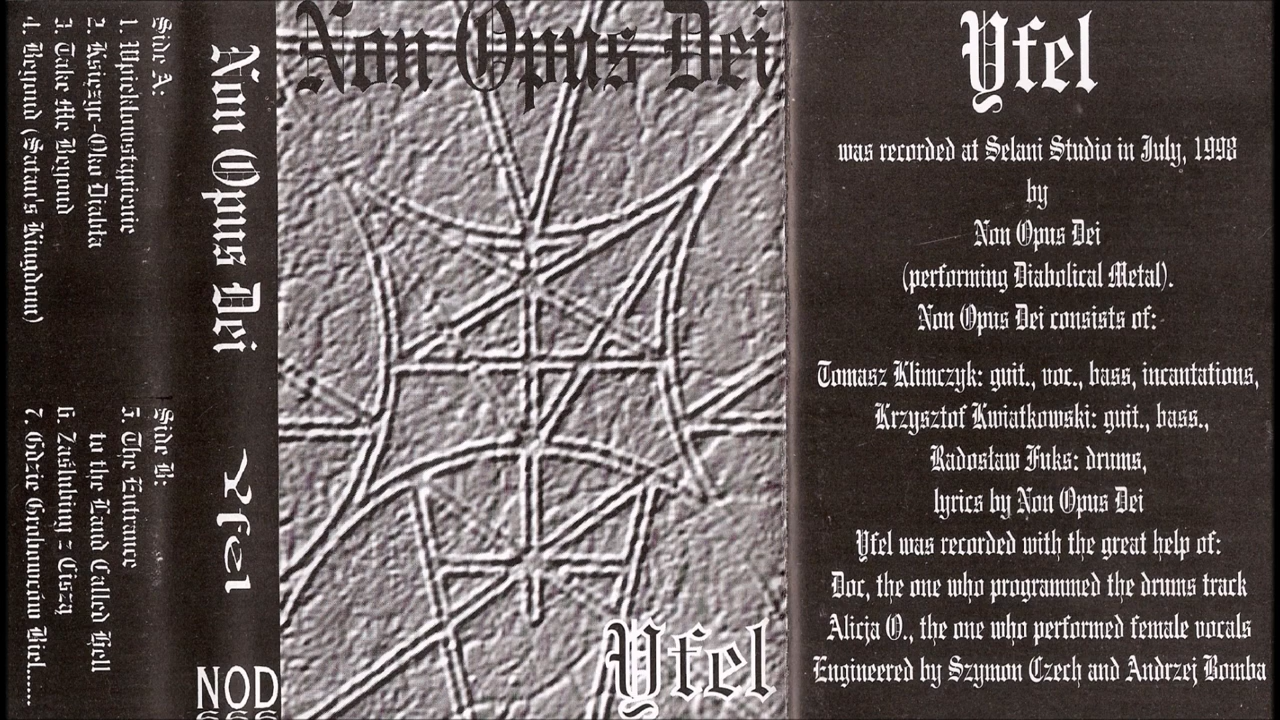 Side A:
1. Wpiekłowstąpienie
2. Księżyc-Oko Diabła
3. Take Me Beyond
4. Beyond (Satan's Kingdom)
Side B:
5. The Entrance
to the Land Called Hell
6. Zaślubiny z Ciszą
7. Gdzie Grobowców Biel......
Non Opus Dei
Yfel
NOD
Non Opus Dei
Yfel
Yfel
was recorded at Selani Studio in July, 1998
by
Non Opus Dei
(performing Diabolical Metal).
Non Opus Dei consists of:
Tomasz Klimczyk: guit., voc., bass, incantations,
Krzysztof Kwiatkowski: guit., bass.,
Radosław Fuks: drums,
lyrics by Non Opus Dei
Yfel was recorded with the great help of:
Doc, the one who programmed the drums track
Alicja O., the one who performed female vocals
Engineered by Szymon Czech and Andrzej Bomba